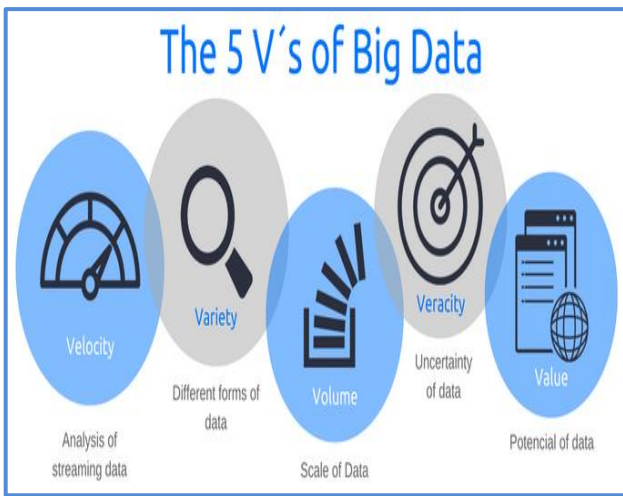 The 5 V´s of Big Data
Velocity
Analysis of
streaming data
Variety
Different forms of
data
Volume
Scale of Data
Veracity
Uncertainty
of data
Value
Potencial of data